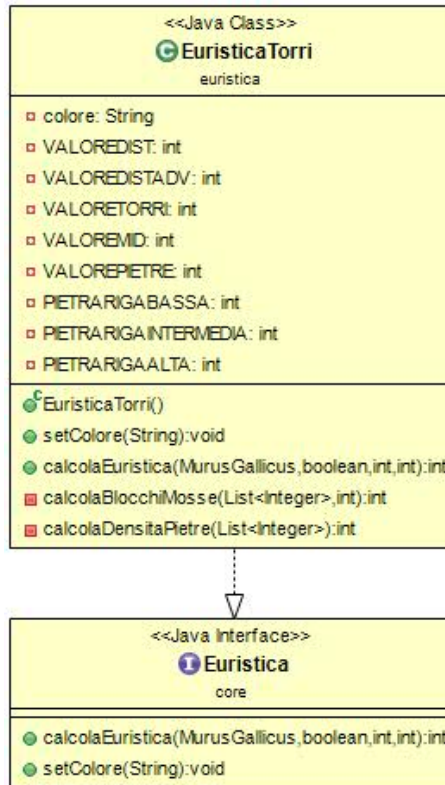 <<Java Class>>
EuristicaTorri
euristica
colore: String
VALOREDIST: int
VALOREDISTADV: int
VALORETORRI: int
VALOREMID: int
VALOREPIETRE: int
PIETRARIGABASSA: int
PIETRARIGAINTERMEDIA: int
PIETRARIGAALTA: int
EuristicaTorri()
setColore(String):void
calcolaEuristica(MurusGallicus,boolean,int,int):int
calcolaBlocchiMosse(List<Integer>,int):int
calcolaDensitaPietre(List<Integer>):int
<<Java Interface>>
Euristica
core
calcolaEuristica(MurusGallicus,boolean,int,int):int
setColore(String):void